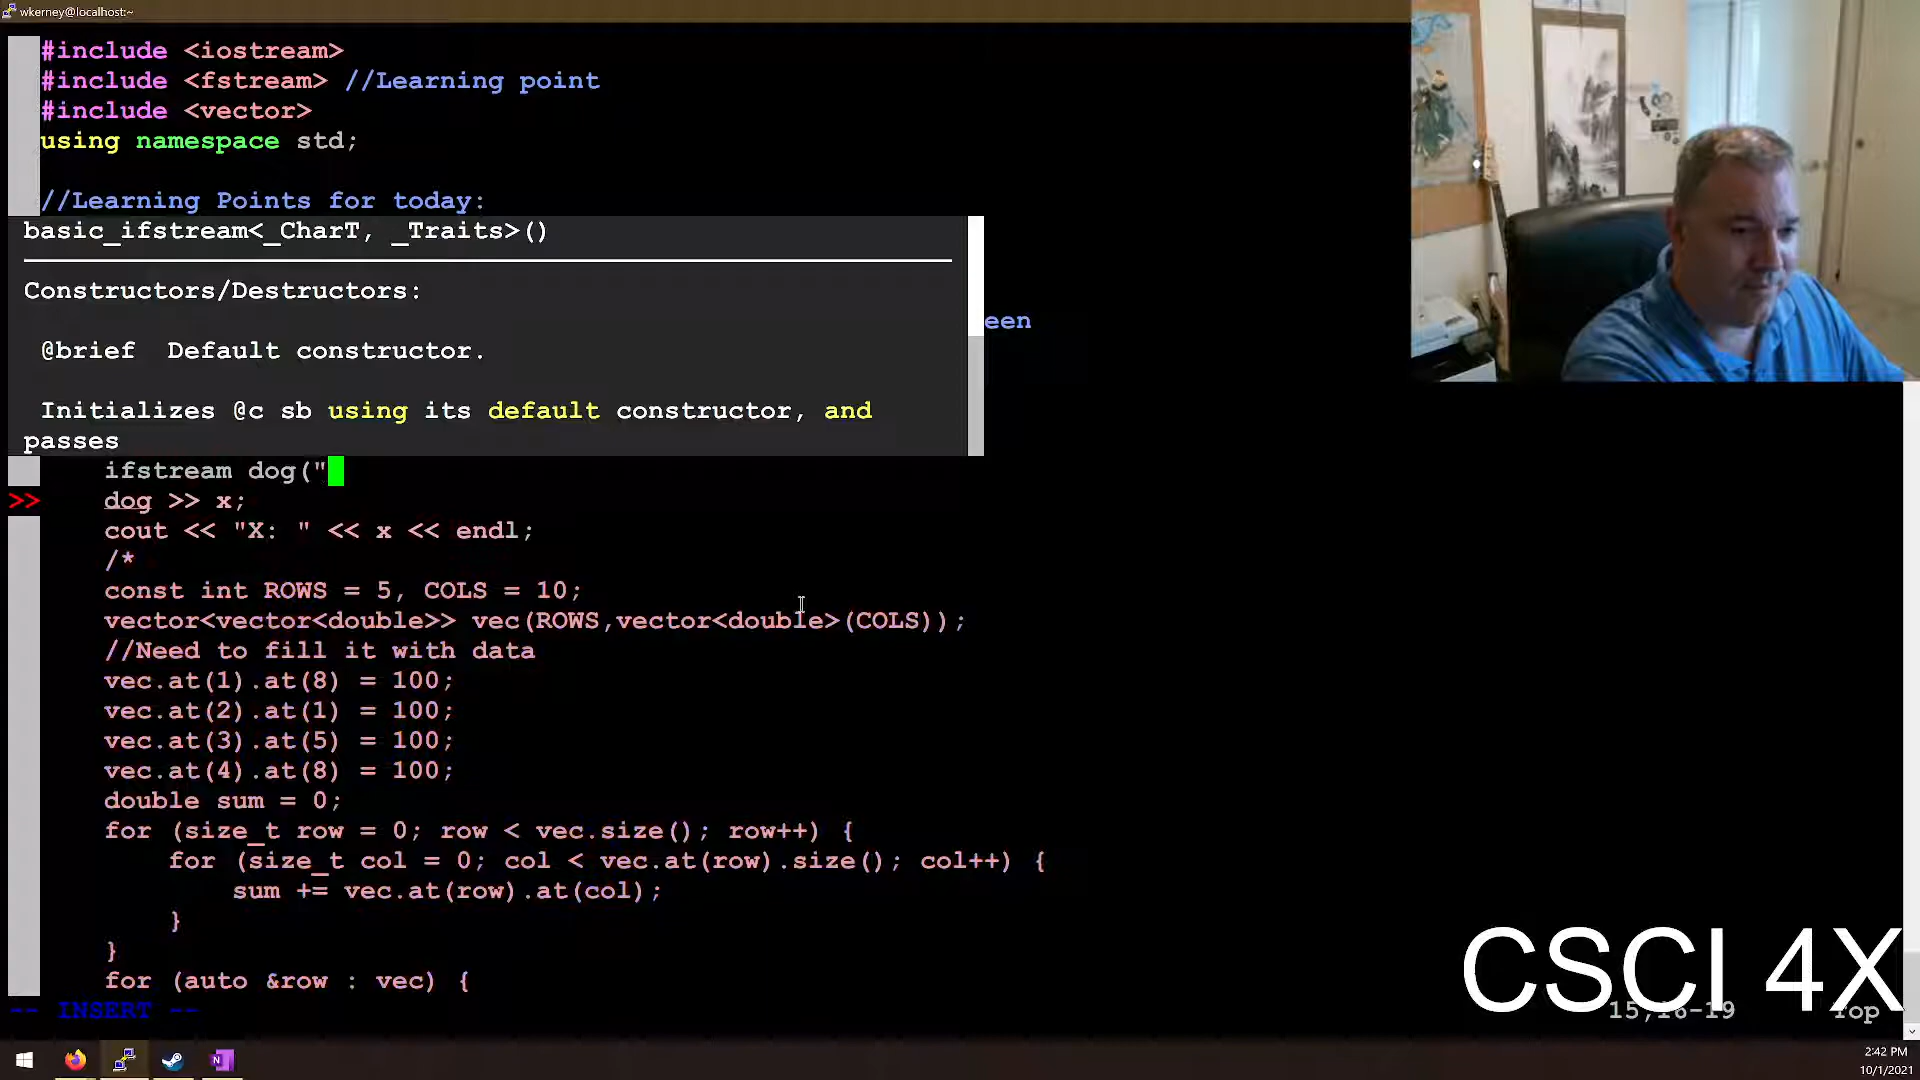 wkerney@localhost:~
#include <iostream>
#include <fstream> //Learning point
#include <vector>
using namespace std;
//Learning Points for today:
basic_ifstream<_CharT, _Traits>()
Constructors/Destructors:
een
@brief  Default constructor.
Initializes @c sb using its default constructor, and
passes
ifstream dog("
>> dog >> x;
cout << "X: " << x << endl;
/*
const int ROWS = 5, COLS = 10;
vector<vector<double>> vec(ROWS,vector<double>(COLS));
//Need to fill it with data
vec.at(1).at(8) = 100;
vec.at(2).at(1) = 100;
vec.at(3).at(5) = 100;
vec.at(4).at(8) = 100;
double sum = 0;
for (size_t row = 0; row < vec.size(); row++) {
for (size_t col = 0; col < vec.at(row).size(); col++) {
sum += vec.at(row).at(col);
}
}
for (auto &row : vec) {
CSCI 4X
-- INSERT --
15,16-19
Top
2:42 PM
10/1/2021